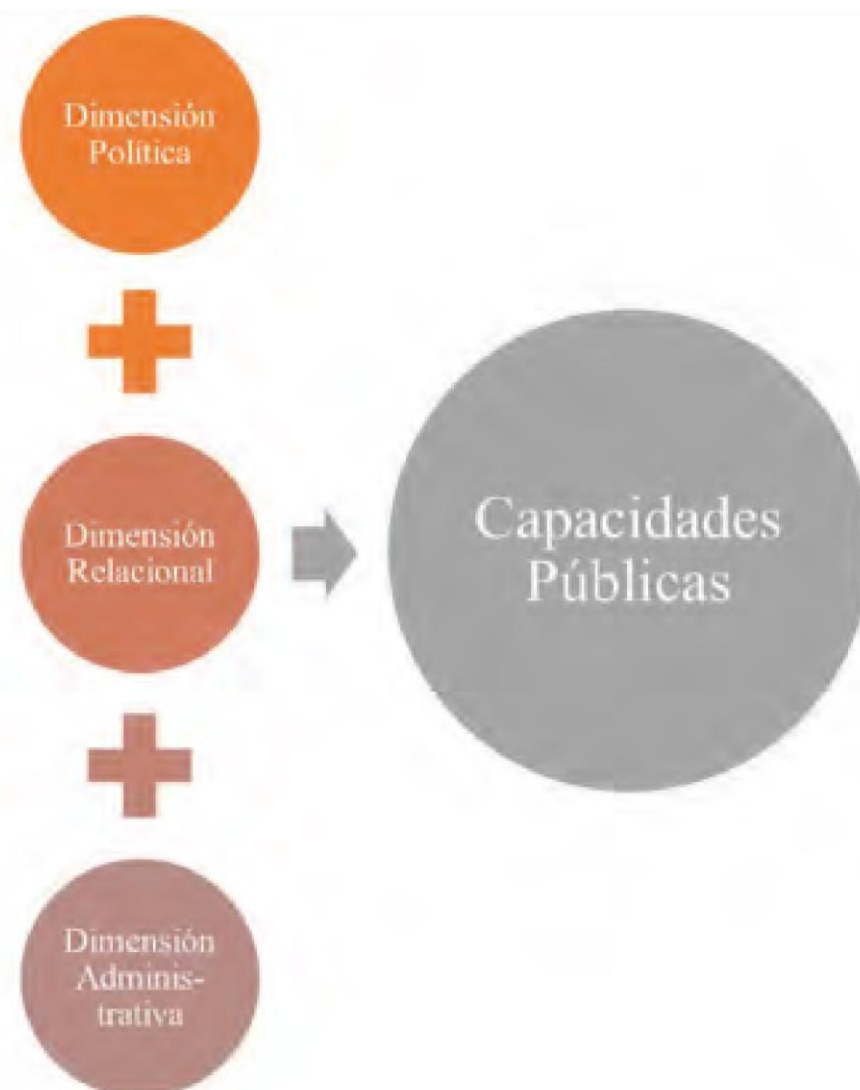 Dimensión
Política
Dimensión
Relacional
Dimensión
Adminis-
trativa
Capacidades
Públicas